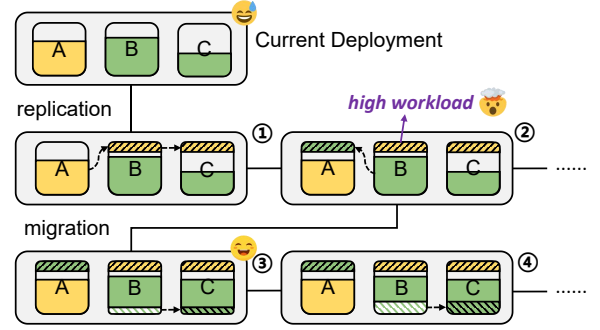 Current Deployment
A B C
replication
high workload
①
A B C
②
A B C
......
migration
③
A B C
④
A B C
......